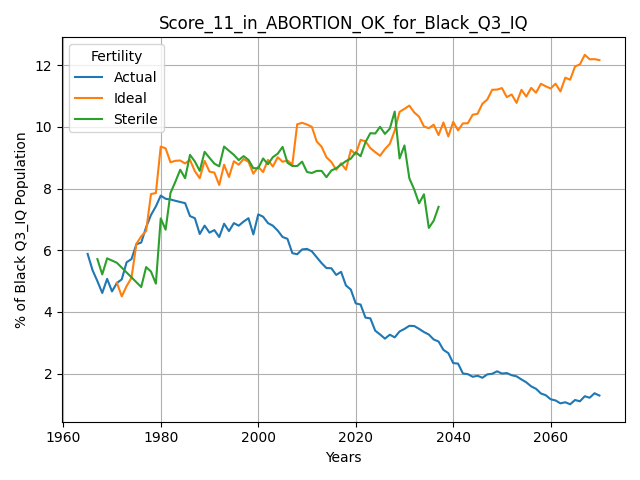 Score_11_in_ABORTION_OK_for_Black_Q3_IQ
Fertility
Actual
Ideal
Sterile
% of Black Q3_IQ Population
12
10
8
6
4
2
1960
1980
2000
2020
2040
2060
Years